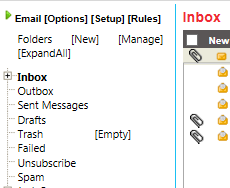 Email [Options] [Setup] [Rules]
Folders [New] [Manage]
[ExpandAll]
Inbox
Outbox
Sent Messages
Drafts
Trash [Empty]
Failed
Unsubscribe
Spam
Inbox
New